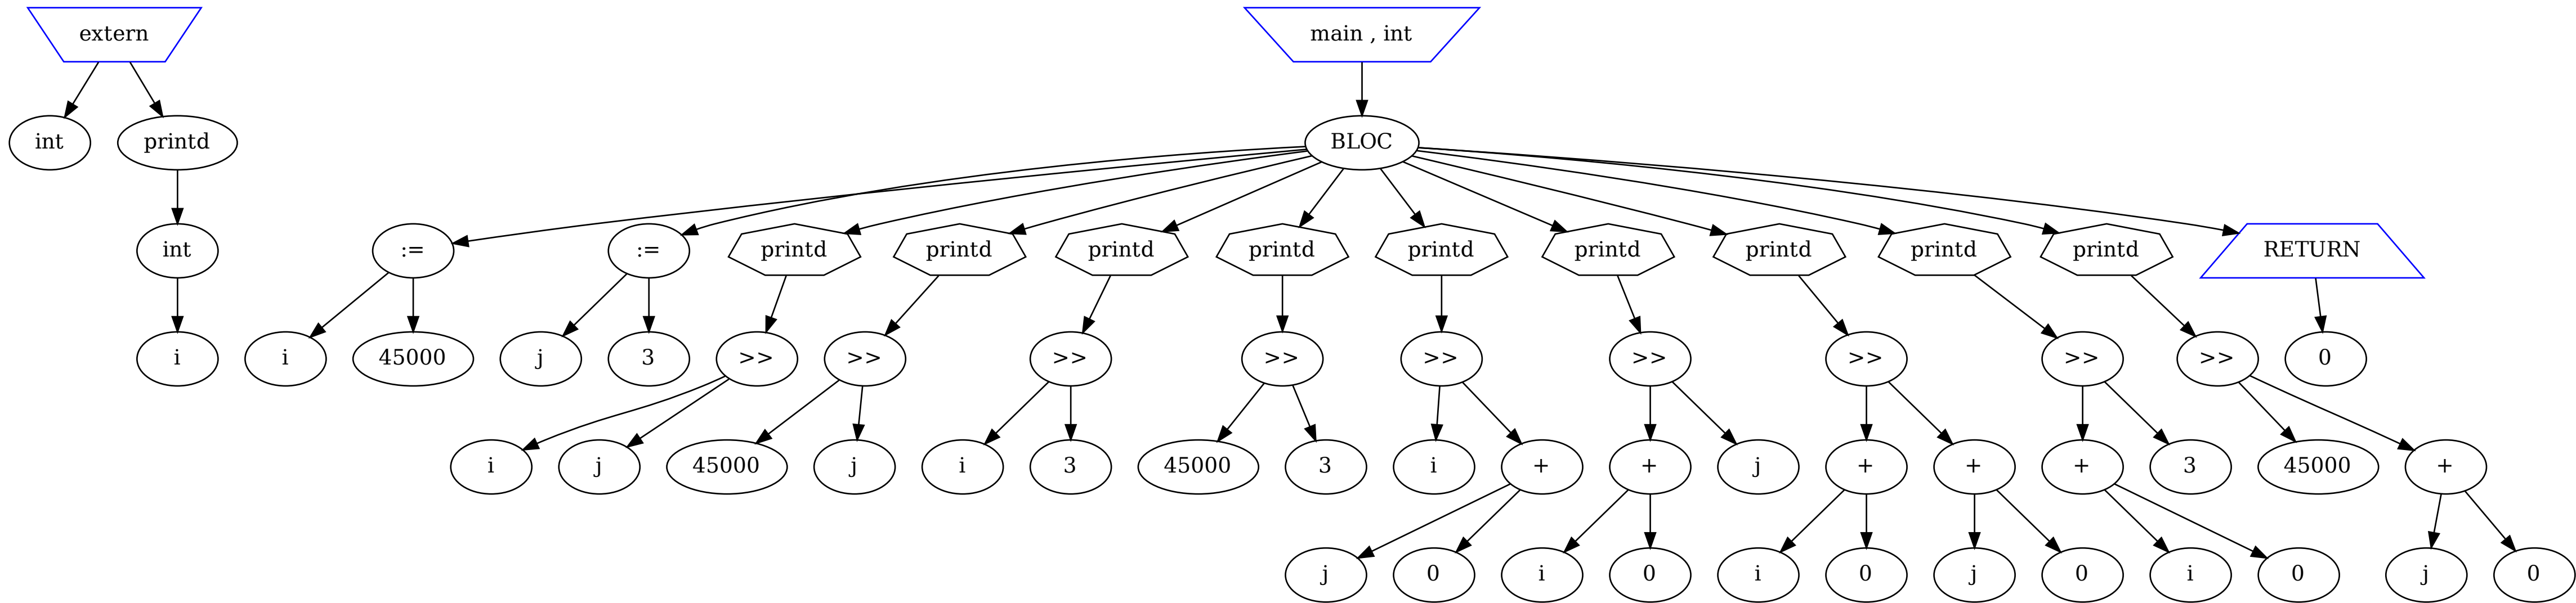 extern
main , int
int
printd
BLOC
int
:=
:=
printd
printd
printd
printd
printd
printd
printd
printd
printd
RETURN
i
i
45000
j
3
>>
>>
>>
>>
>>
>>
>>
>>
>>
0
i
j
45000
j
i
3
45000
3
i
+
+
j
+
+
+
3
45000
+
j
0
i
0
i
0
j
0
i
0
j
0